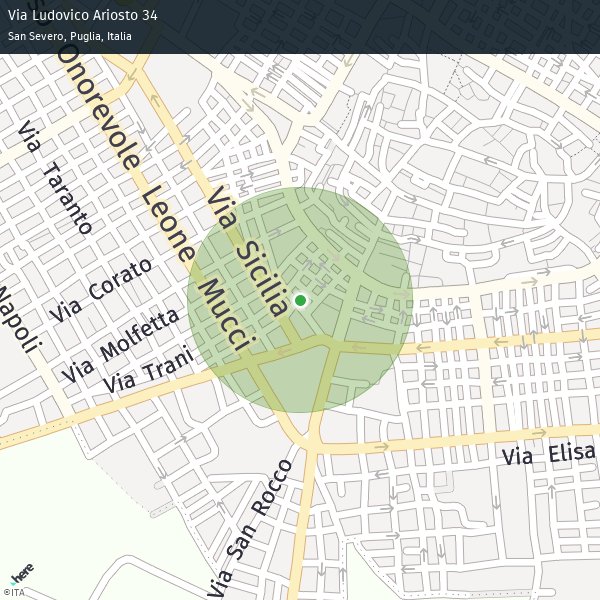 Via Ludovico Ariosto 34
San Severo, Puglia, Italia
Onorevole Leone Mucci
Via Taranto
Via Sicilia
Via Corato
Napoli
Via Molfetta
Via Trani
Via Elisa
Via San Rocco
here
©ITA